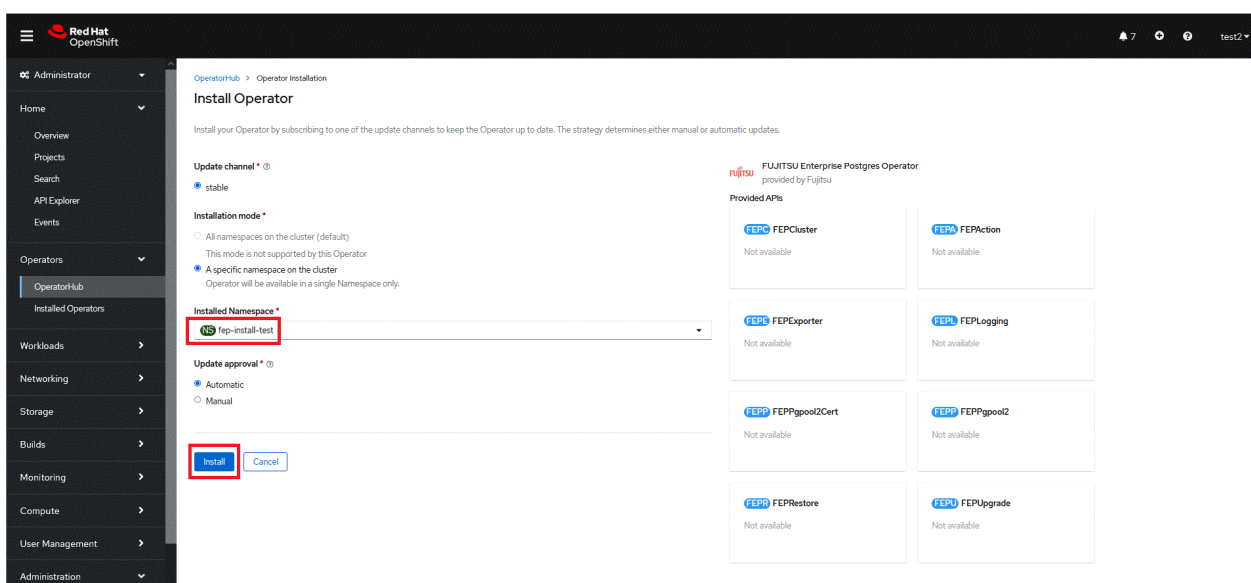 Red Hat
OpenShift
7
test2
Administrator
Home
Overview
Projects
Search
API Explorer
Events
Operators
OperatorHub
Installed Operators
Workloads
Networking
Storage
Builds
Monitoring
Compute
User Management
Administration
OperatorHub > Operator Installation
Install Operator
Install your Operator by subscribing to one of the update channels to keep the Operator up to date. The strategy determines either manual or automatic updates.
Update channel *
stable
Installation mode *
All namespaces on the cluster (default)
This mode is not supported by this Operator
A specific namespace on the cluster
Operator will be available in a single Namespace only.
Installed Namespace *
NS fep-install-test
Update approval *
Automatic
Manual
Install Cancel
FUJITSU
FUJITSU Enterprise Postgres Operator
provided by Fujitsu
Provided APIs
FEPC FEPCluster
Not available
FEPA FEPAction
Not available
FEPE FEPExporter
Not available
FEPL FEPLogging
Not available
FEPP FEPPgpool2Cert
Not available
FEPP FEPPgpool2
Not available
FEPR FEPRestore
Not available
FEPU FEPUpgrade
Not available